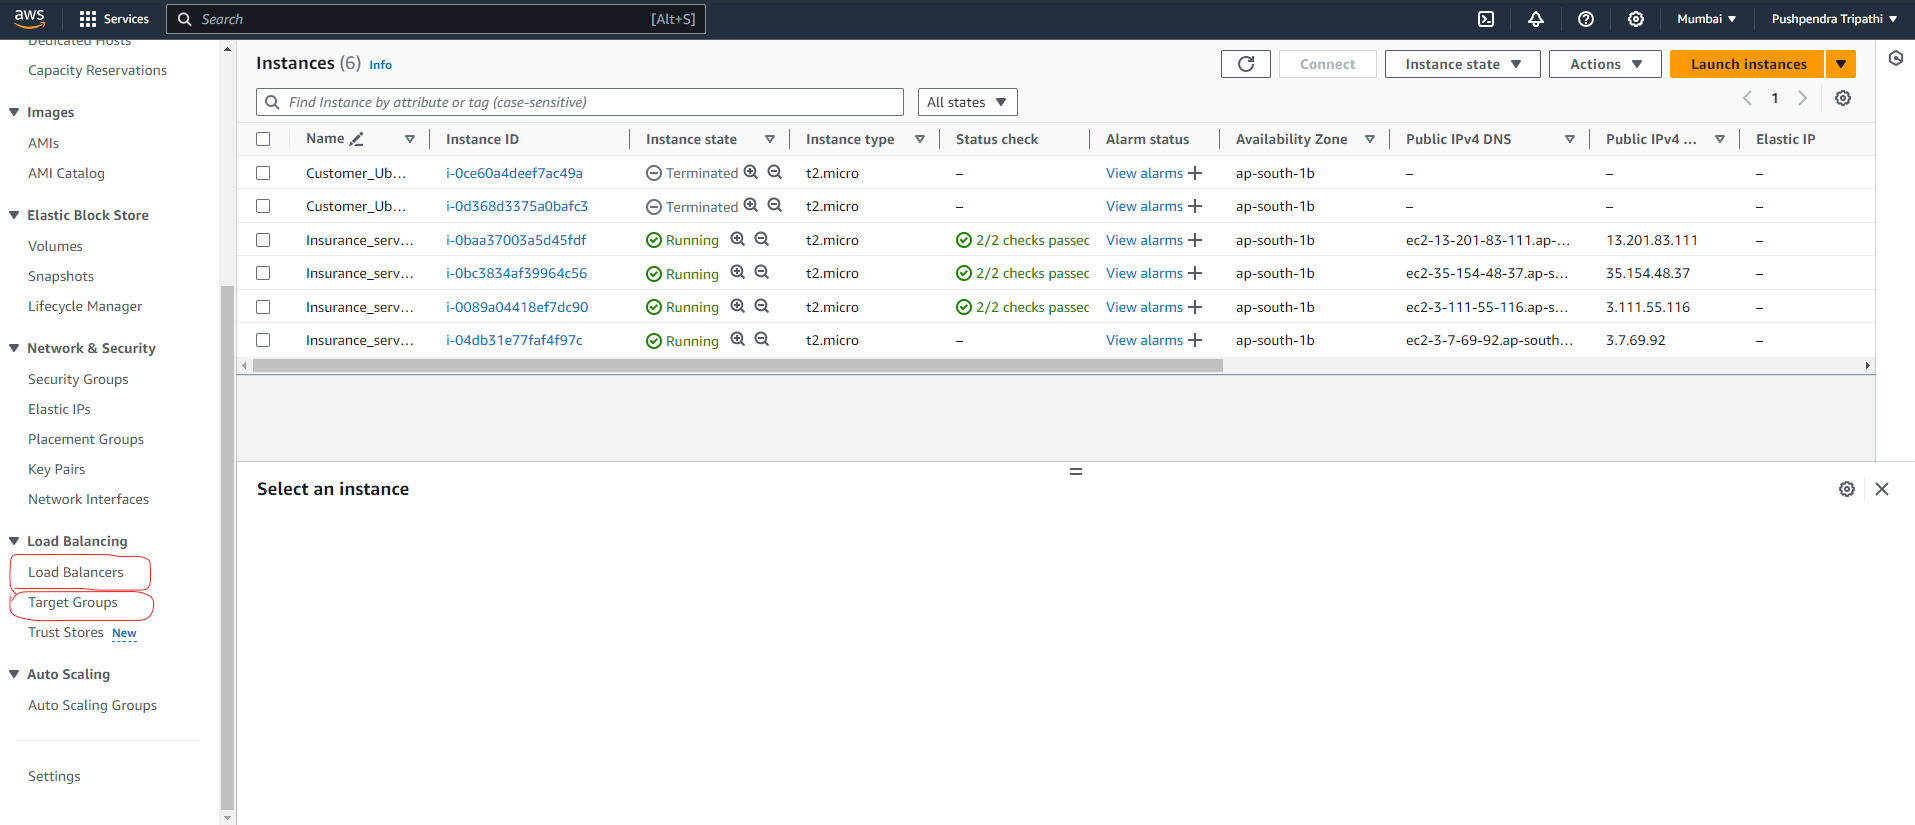 aws Services Search [Alt+S] Mumbai Pushpendra Tripathi
Dedicated Hosts
Capacity Reservations
Images
AMIs
AMI Catalog
Elastic Block Store
Volumes
Snapshots
Lifecycle Manager
Network & Security
Security Groups
Elastic IPs
Placement Groups
Key Pairs
Network Interfaces
Load Balancing
Load Balancers
Target Groups
Trust Stores New
Auto Scaling
Auto Scaling Groups
Settings
Instances (6) Info Connect Instance state Actions Launch instances
Find Instance by attribute or tag (case-sensitive) All states 1
Name Instance ID Instance state Instance type Status check Alarm status Availability Zone Public IPv4 DNS Public IPv4 ... Elastic IP
Customer_Ub... i-0ce60a4deef7ac49a Terminated t2.micro – View alarms + ap-south-1b – – –
Customer_Ub... i-0d368d3375a0bafc3 Terminated t2.micro – View alarms + ap-south-1b – – –
Insurance_serv... i-0baa37003a5d45fdf Running t2.micro 2/2 checks passed View alarms + ap-south-1b ec2-13-201-83-111.ap-... 13.201.83.111 –
Insurance_serv... i-0bc3834af39964c56 Running t2.micro 2/2 checks passed View alarms + ap-south-1b ec2-35-154-48-37.ap-s... 35.154.48.37 –
Insurance_serv... i-0089a04418ef7dc90 Running t2.micro 2/2 checks passed View alarms + ap-south-1b ec2-3-111-55-116.ap-s... 3.111.55.116 –
Insurance_serv... i-04db31e77faf4f97c Running t2.micro – View alarms + ap-south-1b ec2-3-7-69-92.ap-south... 3.7.69.92 –
Select an instance